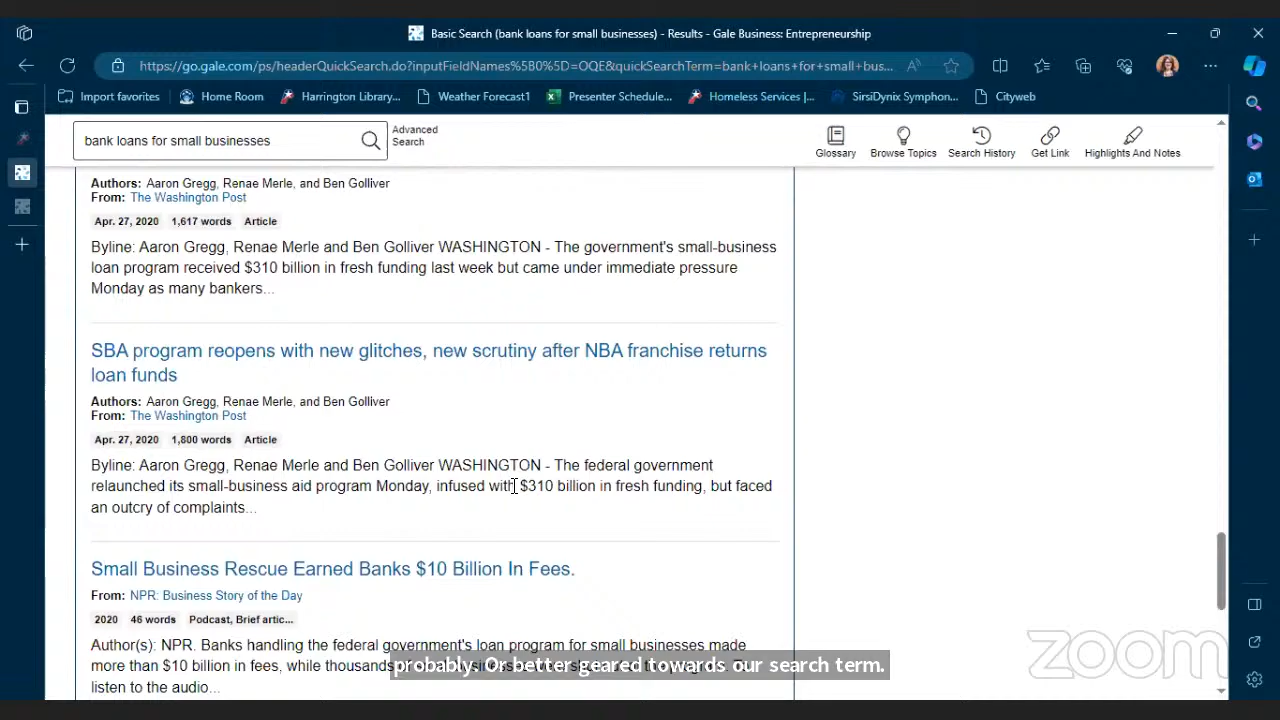 Basic Search (bank loans for small businesses) - Results - Gale Business: Entrepreneurship
https://go.gale.com/ps/headerQuickSearch.do?inputFieldNames%5B0%5D=OQE&quickSearchTerm=bank+loans+for+small+bus...
Import favorites Home Room Harrington Library... Weather Forecast1 Presenter Schedule... Homeless Services |... SirsiDynix Symphon... Cityweb
bank loans for small businesses
Advanced
Search
Glossary Browse Topics Search History Get Link Highlights And Notes
Authors: Aaron Gregg, Renae Merle, and Ben Golliver
From: The Washington Post
Apr. 27, 2020 1,617 words Article
Byline: Aaron Gregg, Renae Merle and Ben Golliver WASHINGTON - The government's small-business
loan program received $310 billion in fresh funding last week but came under immediate pressure
Monday as many bankers...
SBA program reopens with new glitches, new scrutiny after NBA franchise returns
loan funds
Authors: Aaron Gregg, Renae Merle, and Ben Golliver
From: The Washington Post
Apr. 27, 2020 1,800 words Article
Byline: Aaron Gregg, Renae Merle and Ben Golliver WASHINGTON - The federal government
relaunched its small-business aid program Monday, infused with $310 billion in fresh funding, but faced
an outcry of complaints...
Small Business Rescue Earned Banks $10 Billion In Fees.
From: NPR: Business Story of the Day
2020 46 words Podcast, Brief artic...
Author(s): NPR. Banks handling the federal government's loan program for small businesses made
more than $10 billion in fees, while thousands
probably. Or better geared towards our search term.
listen to the audio...
zoom